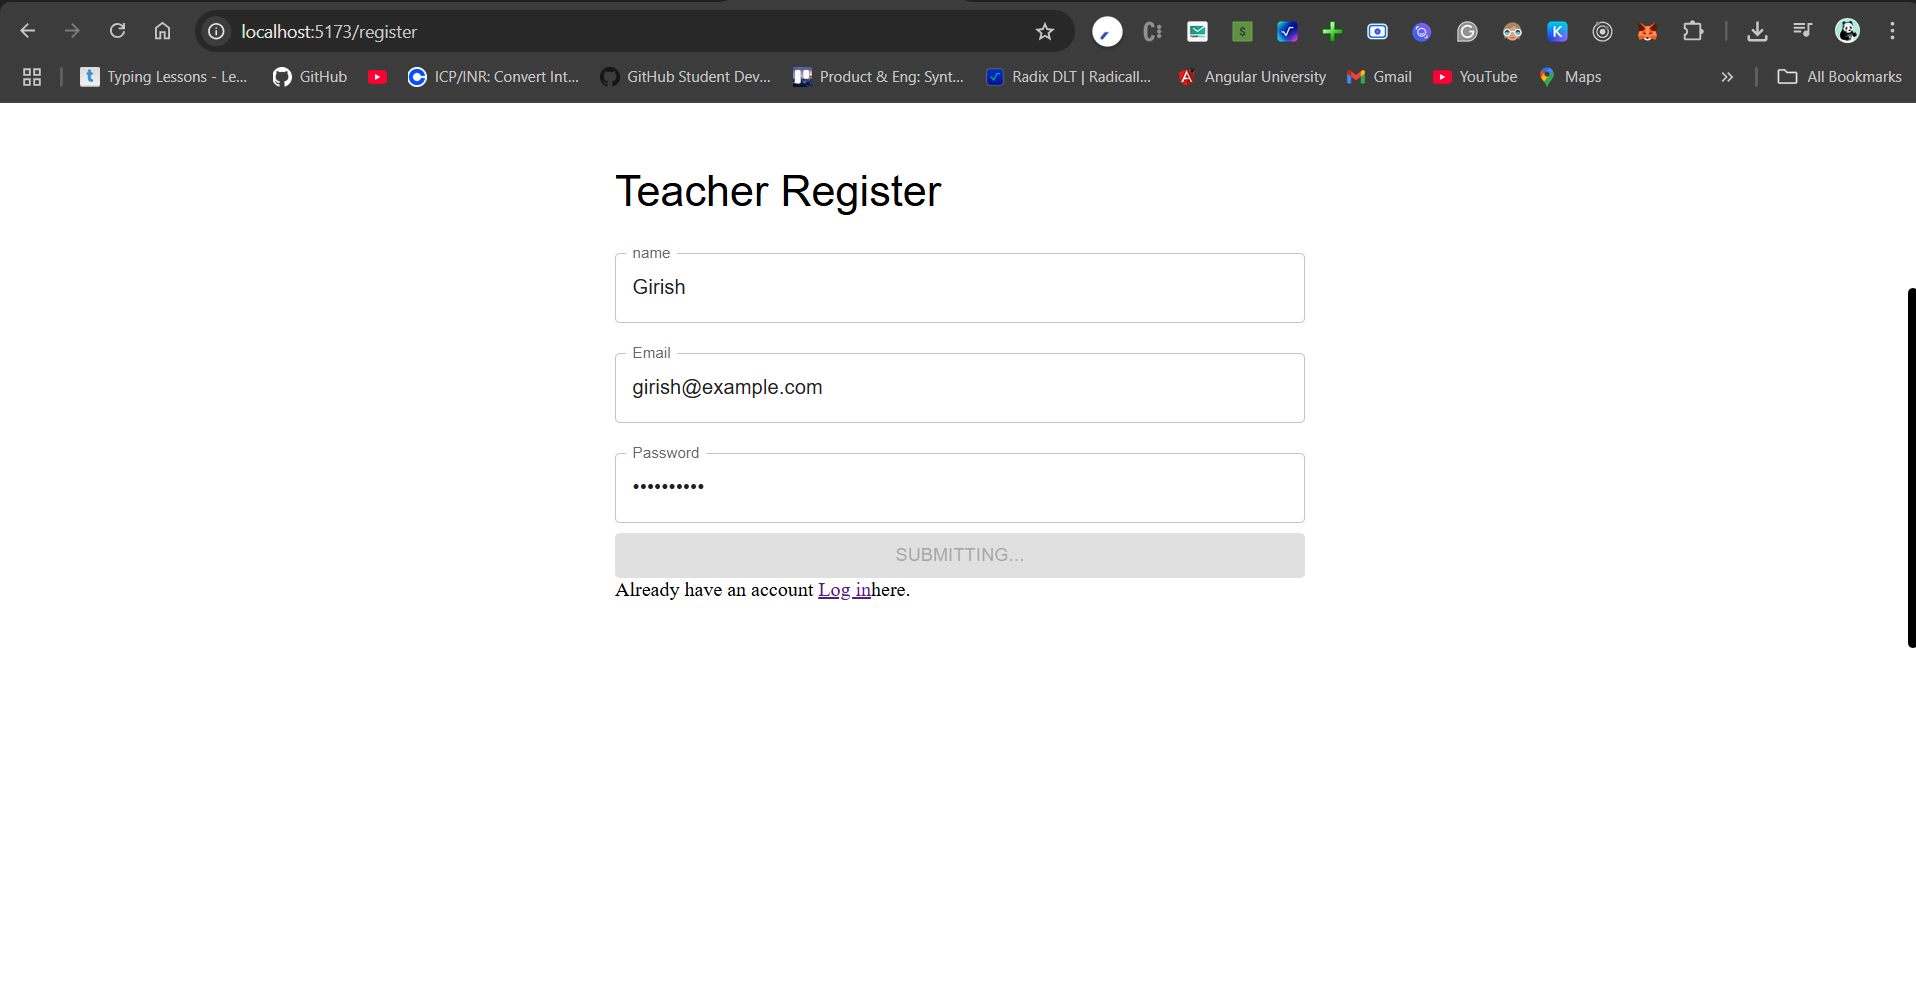 localhost:5173/register
Typing Lessons - Le... GitHub ICP/INR: Convert Int... GitHub Student Dev... Product & Eng: Synt... Radix DLT | Radicall... Angular University Gmail YouTube Maps » All Bookmarks
Teacher Register
name
Girish
Email
girish@example.com
Password
••••••••••
SUBMITTING...
Already have an account Log inhere.